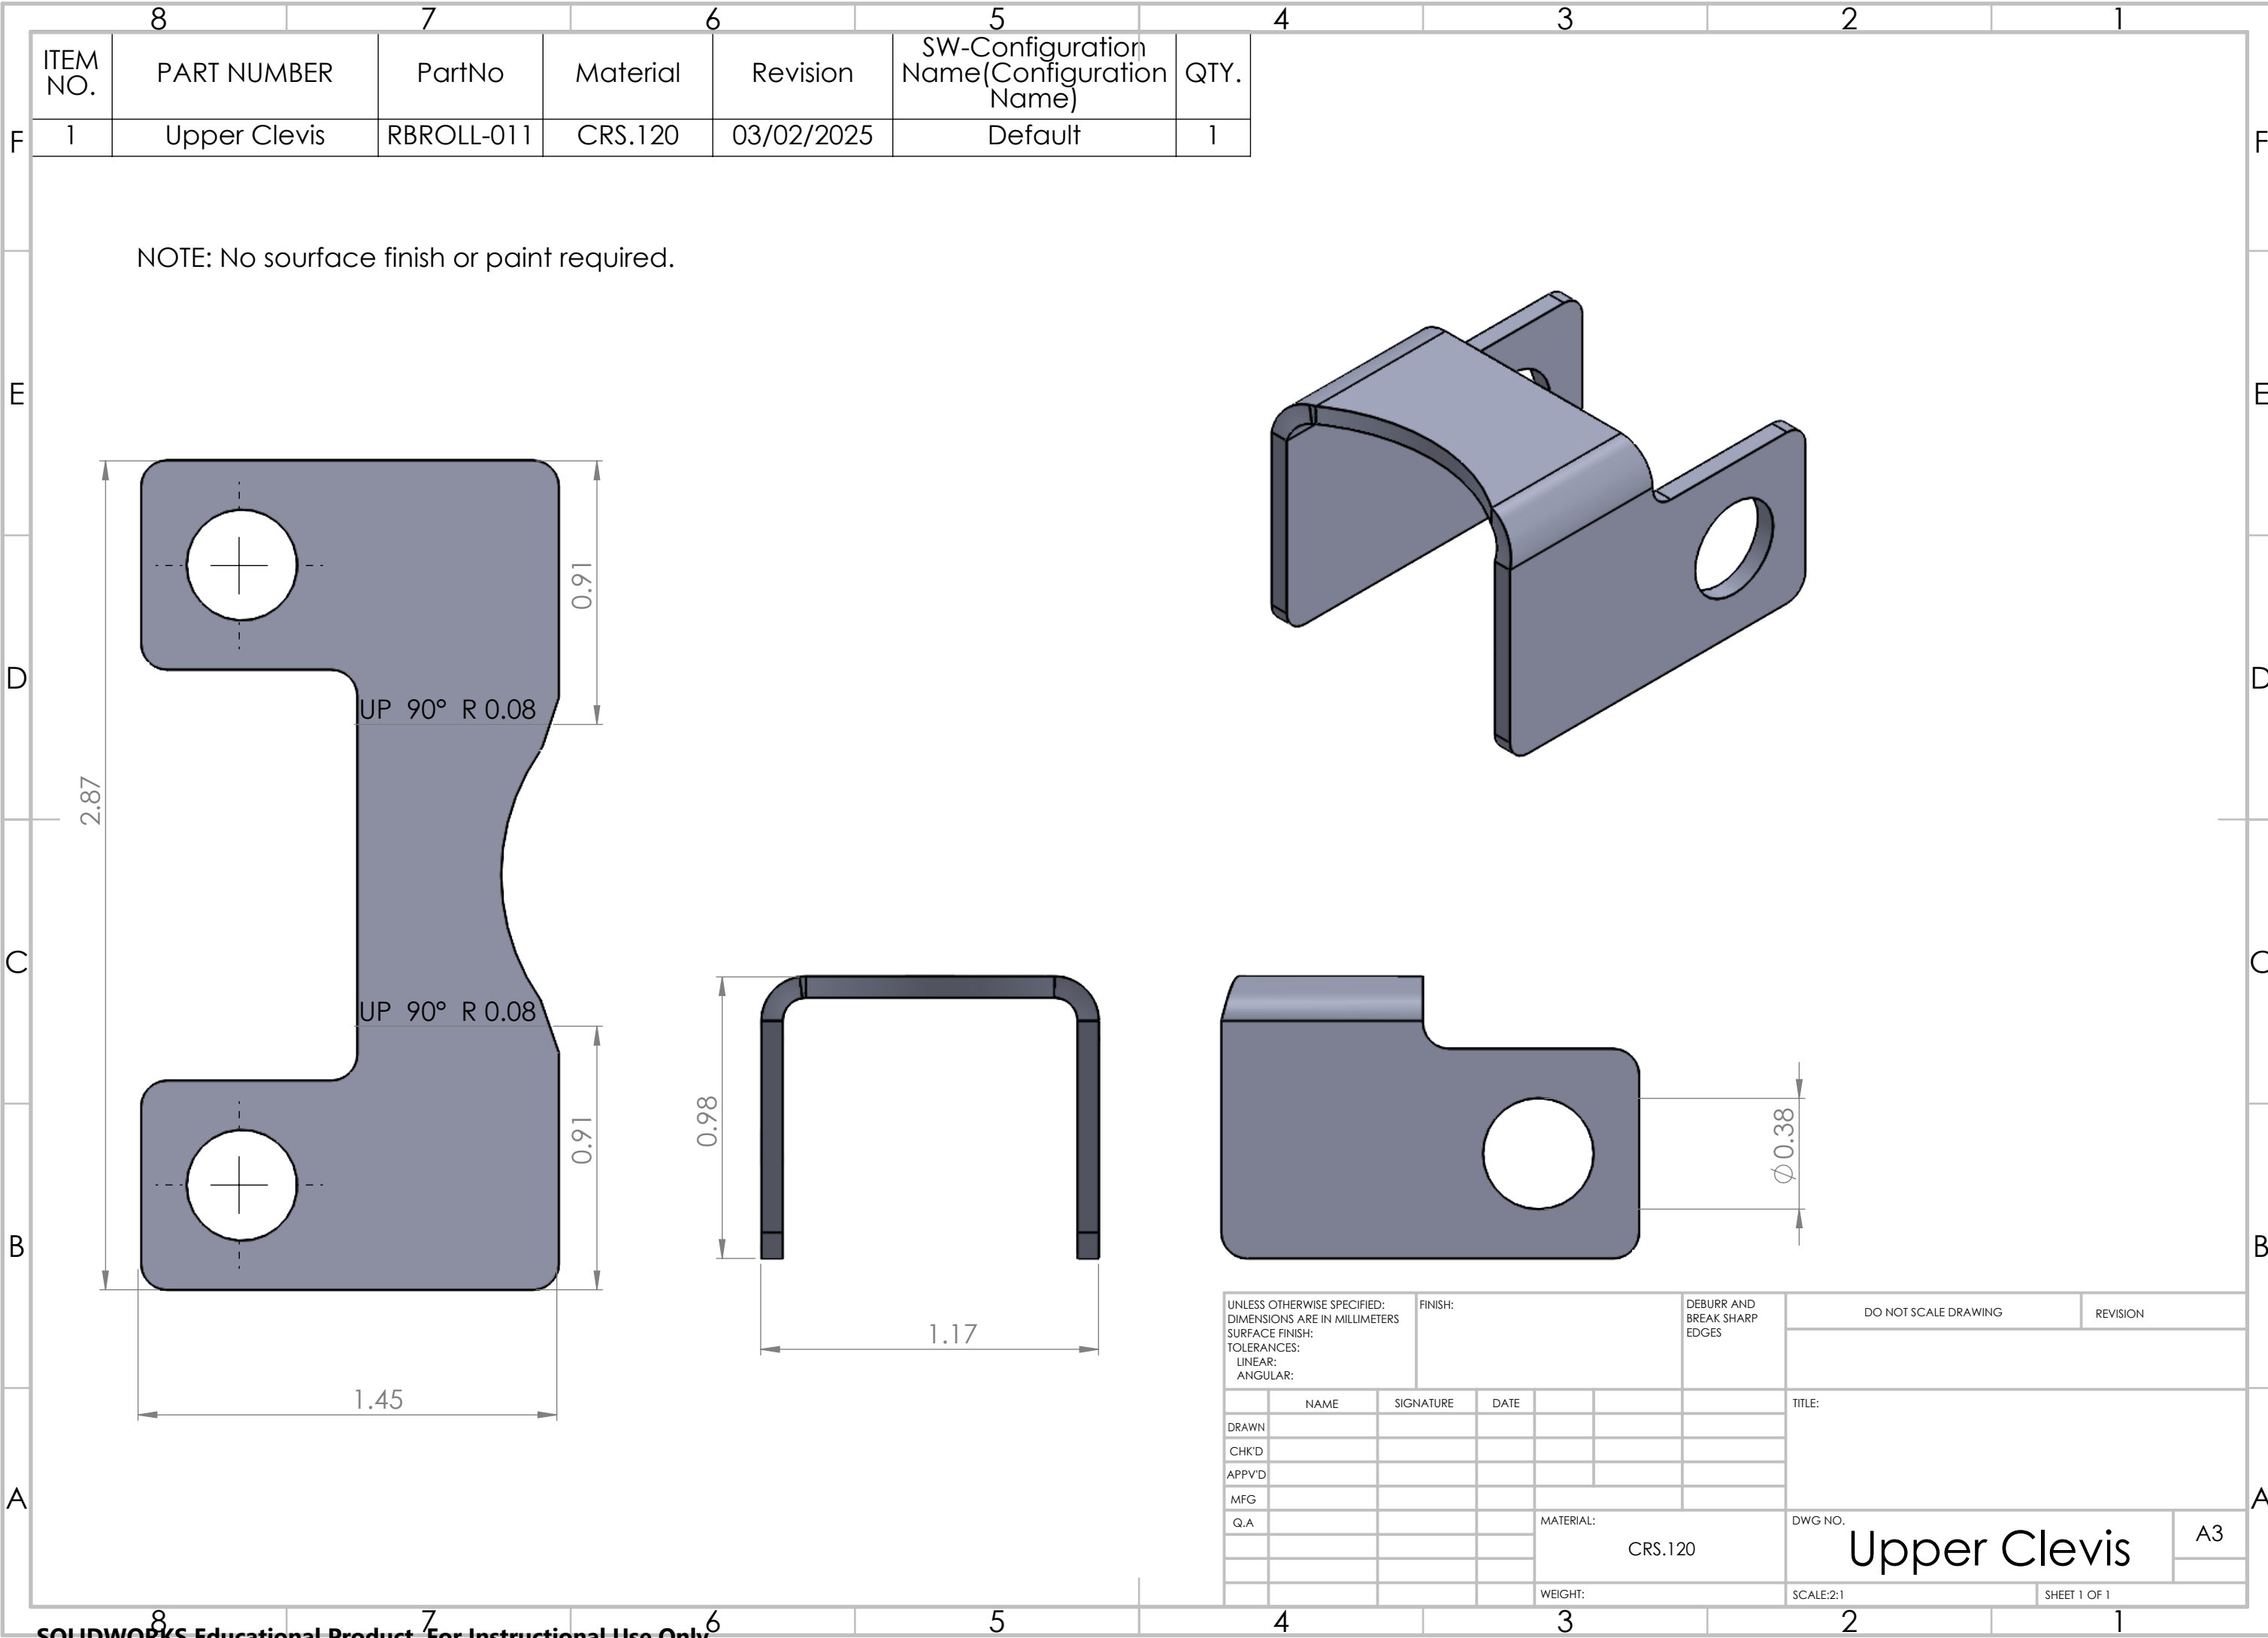 8 7 6 5 4 3 2 1
ITEM NO. PART NUMBER PartNo Material Revision SW-Configuration Name(Configuration Name) QTY.
1 Upper Clevis RBROLL-011 CRS.120 03/02/2025 Default 1
F F
NOTE: No sourface finish or paint required.
E E
0.91
D D
UP 90° R 0.08
2.87
C C
UP 90° R 0.08
0.98
0.91
∅0.38
B B
1.17
1.45
UNLESS OTHERWISE SPECIFIED:
DIMENSIONS ARE IN MILLIMETERS
SURFACE FINISH:
TOLERANCES:
LINEAR:
ANGULAR:
FINISH:
DEBURR AND
BREAK SHARP
EDGES
DO NOT SCALE DRAWING
REVISION
NAME SIGNATURE DATE
TITLE:
DRAWN
CHK'D
APPV'D
MFG
Q.A
A A
MATERIAL:
CRS.120
DWG NO.
Upper Clevis
A3
WEIGHT:
SCALE:2:1
SHEET 1 OF 1
8 7 6 5 4 3 2 1
SOLIDWORKS Educational Product. For Instructional Use Only.